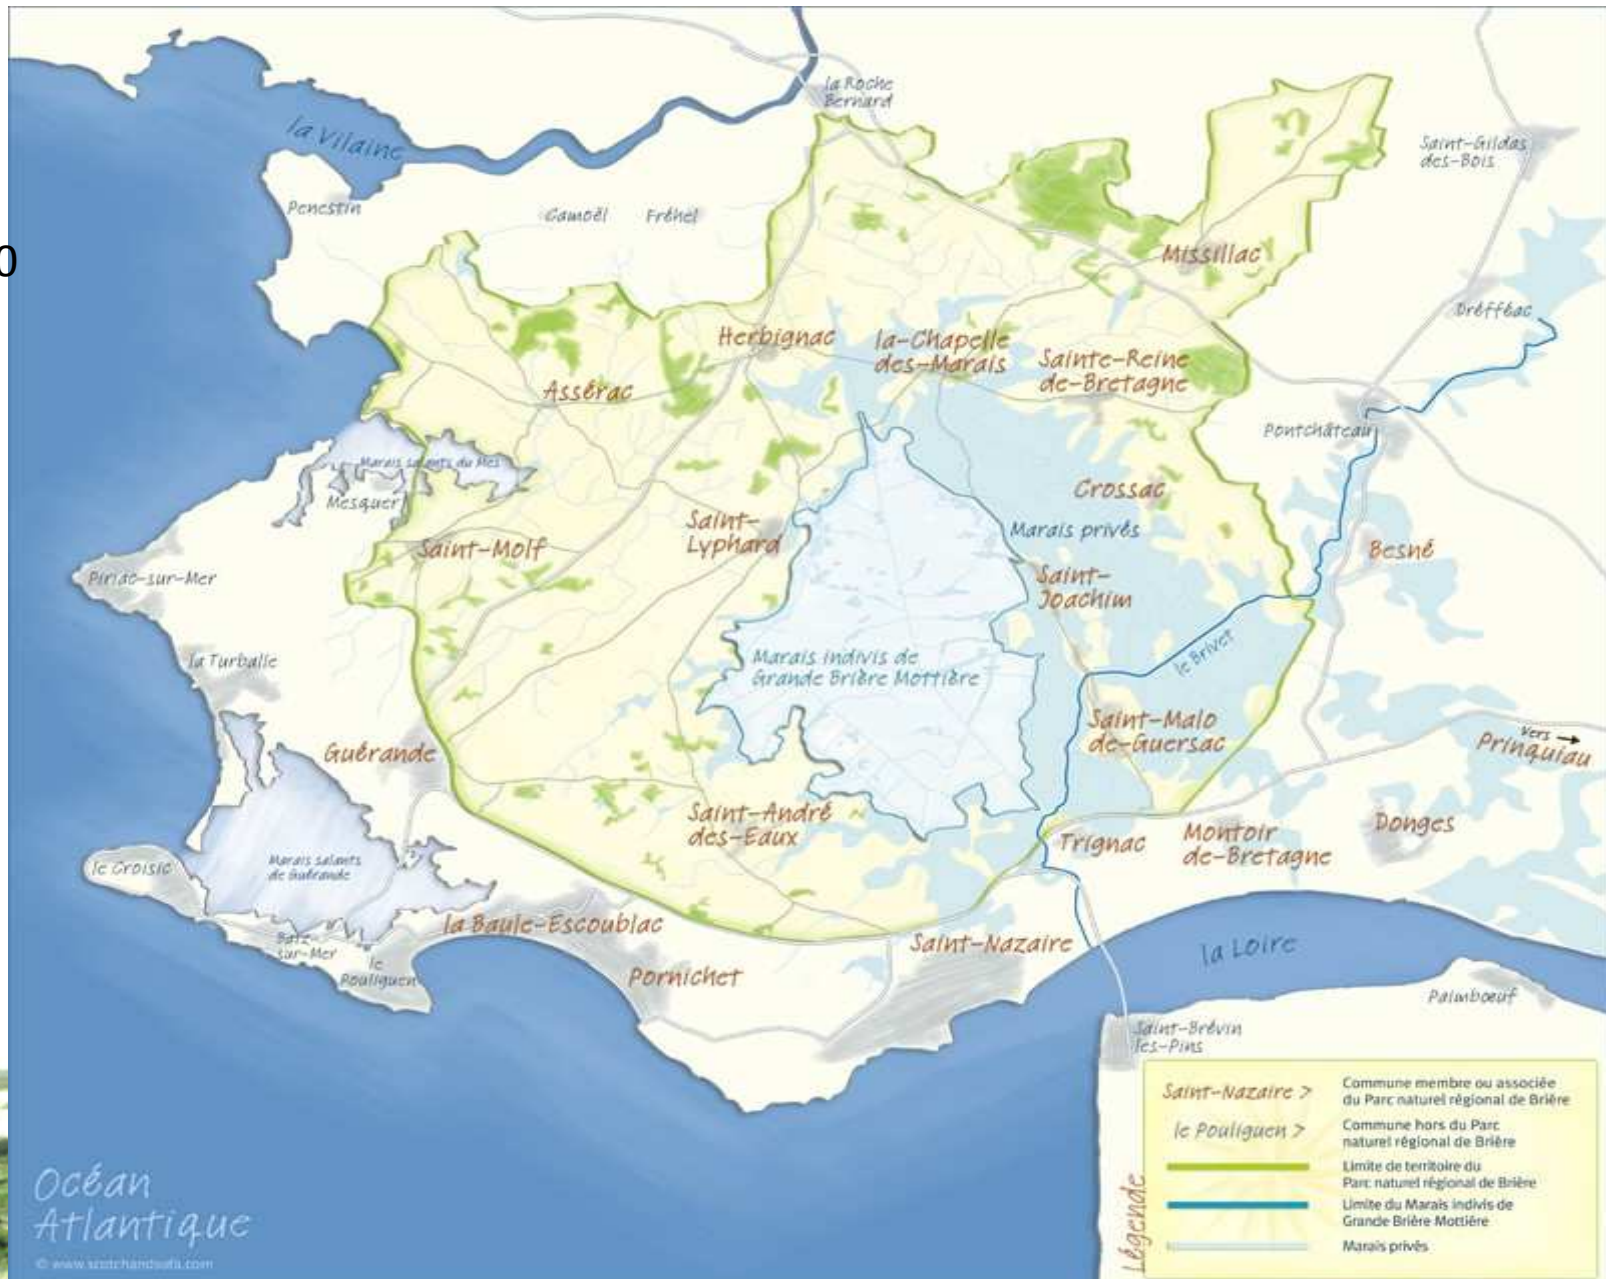 la Roche
Bernard
la Vilaine
Saint-Gildas
des-Bois
Penestin
Camoël
Fréhel
0
Missillac
Dréfféac
Herbignac
la-Chapelle
des-Marais
Sainte-Reine
de-Bretagne
Assérac
Pontchâteau
Marais salants du Mes
Mesquer
Crossac
Saint-
Lyphard
Marais privés
Saint-Molf
Besné
Piriac-sur-Mer
Saint-
Joachim
la Turballe
Marais indivis de
Grande Brière Mottière
le Brivet
Saint-Malo
de-Guersac
Vers
Prinquiau
Guérande
Saint-André
des-Eaux
Trignac
Montoir
de-Bretagne
Donges
le Croisic
Marais salants
de Guérande
la Baule-Escoublac
Batz-
sur-Mer
le
Pouliguen
Saint-Nazaire
la Loire
Pornichet
Paimboeuf
Saint-Brévin
les-Pins
Légende
Saint-Nazaire >
Commune membre ou associée
du Parc naturel régional de Brière
le Pouliguen >
Commune hors du Parc
naturel régional de Brière
Limite de territoire du
Parc naturel régional de Brière
Limite du Marais indivis de
Grande Brière Mottière
Marais privés
Océan
Atlantique
© www.scotchandsofa.com